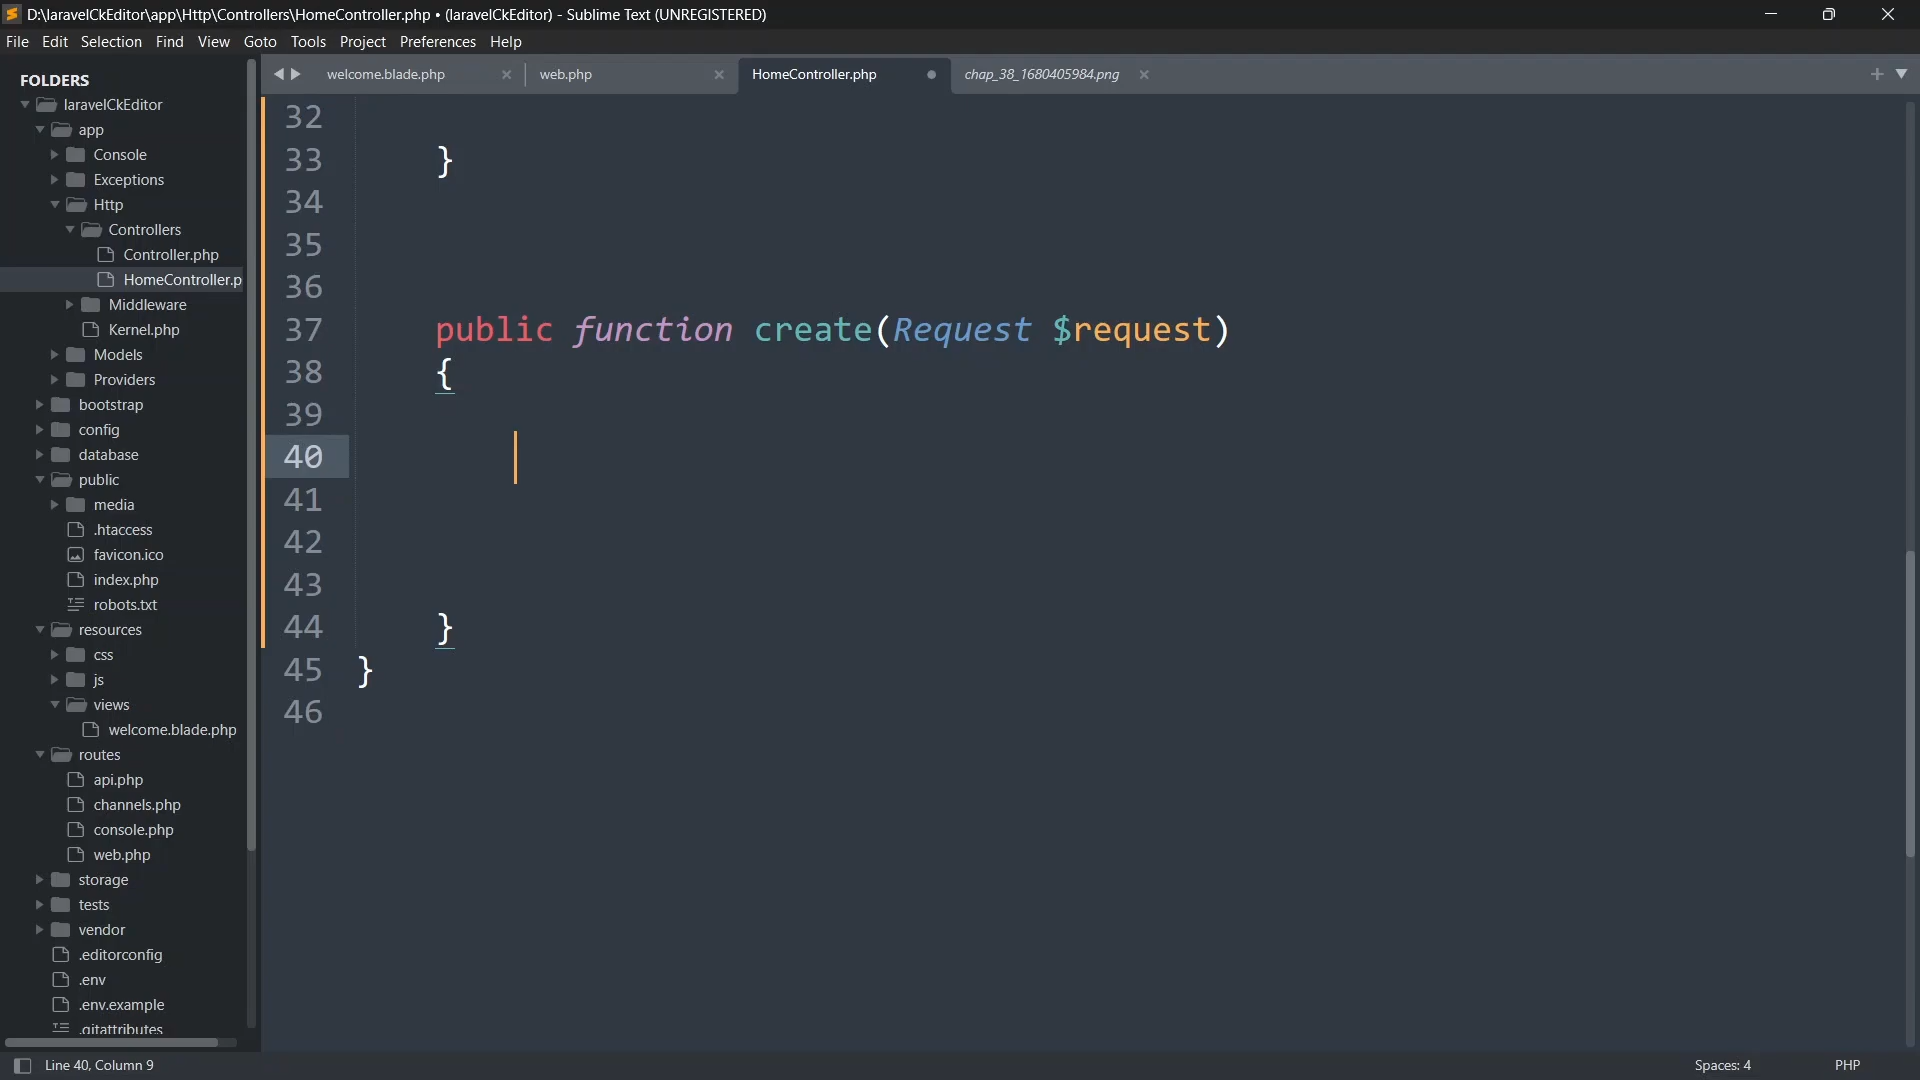 D:\laravelCkEditor\app\Http\Controllers\HomeController.php • (laravelCkEditor) - Sublime Text (UNREGISTERED)
File Edit Selection Find View Goto Tools Project Preferences Help
FOLDERS
laravelCkEditor
app
Console
Exceptions
Http
Controllers
Controller.php
HomeController.p
Middleware
Kernel.php
Models
Providers
bootstrap
config
database
public
media
.htaccess
favicon.ico
index.php
robots.txt
resources
css
js
views
welcome.blade.php
routes
api.php
channels.php
console.php
web.php
storage
tests
vendor
.editorconfig
.env
.env.example
.gitattributes
welcome.blade.php web.php HomeController.php chap_38_1680405984.png
32
33 }
34
35
36
37 public function create(Request $request)
38 {
39
40
41
42
43
44 }
45 }
46
Line 40, Column 9 Spaces: 4 PHP